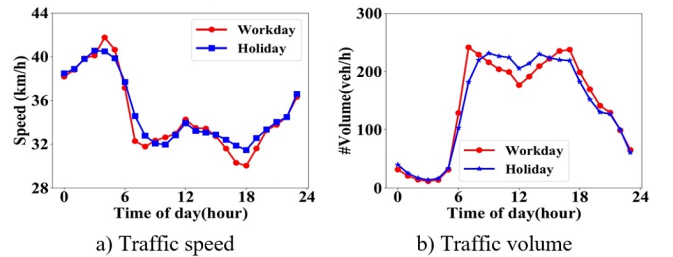 44
40
36
32
28
Speed (km/h)
Workday
Holiday
0 6 12 18 24
Time of day(hour)
a) Traffic speed
300
200
100
0
#Volume(veh/h)
Workday
Holiday
0 6 12 18 24
Time of day(hour)
b) Traffic volume